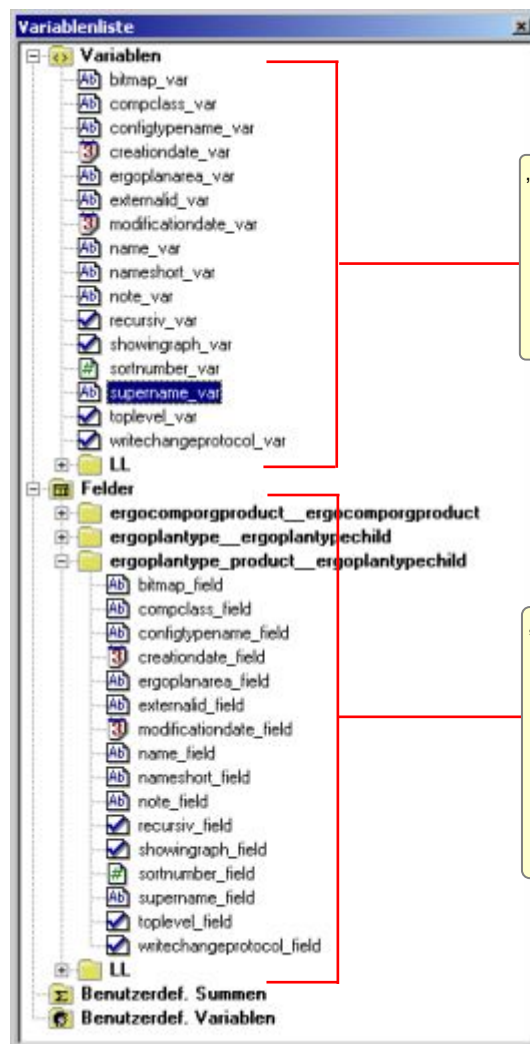 Variablenliste
Variablen
bitmap_var
compclass_var
configtypename_var
creationdate_var
ergoplanarea_var
externalid_var
modificationdate_var
name_var
nameshort_var
note_var
recursiv_var
showingraph_var
sortnumber_var
supername_var
toplevel_var
writechangeprotocol_var
LL
Felder
ergocomporgproduct__ergocomporgproduct
ergoplantype__ergoplantypechild
ergoplantype_product__ergoplantypechild
bitmap_field
compclass_field
configtypename_field
creationdate_field
ergoplanarea_field
externalid_field
modificationdate_field
name_field
nameshort_field
note_field
recursiv_field
showingraph_field
sortnumber_field
supername_field
toplevel_field
writechangeprotocol_field
LL
Benutzerdef. Summen
Benutzerdef. Variablen